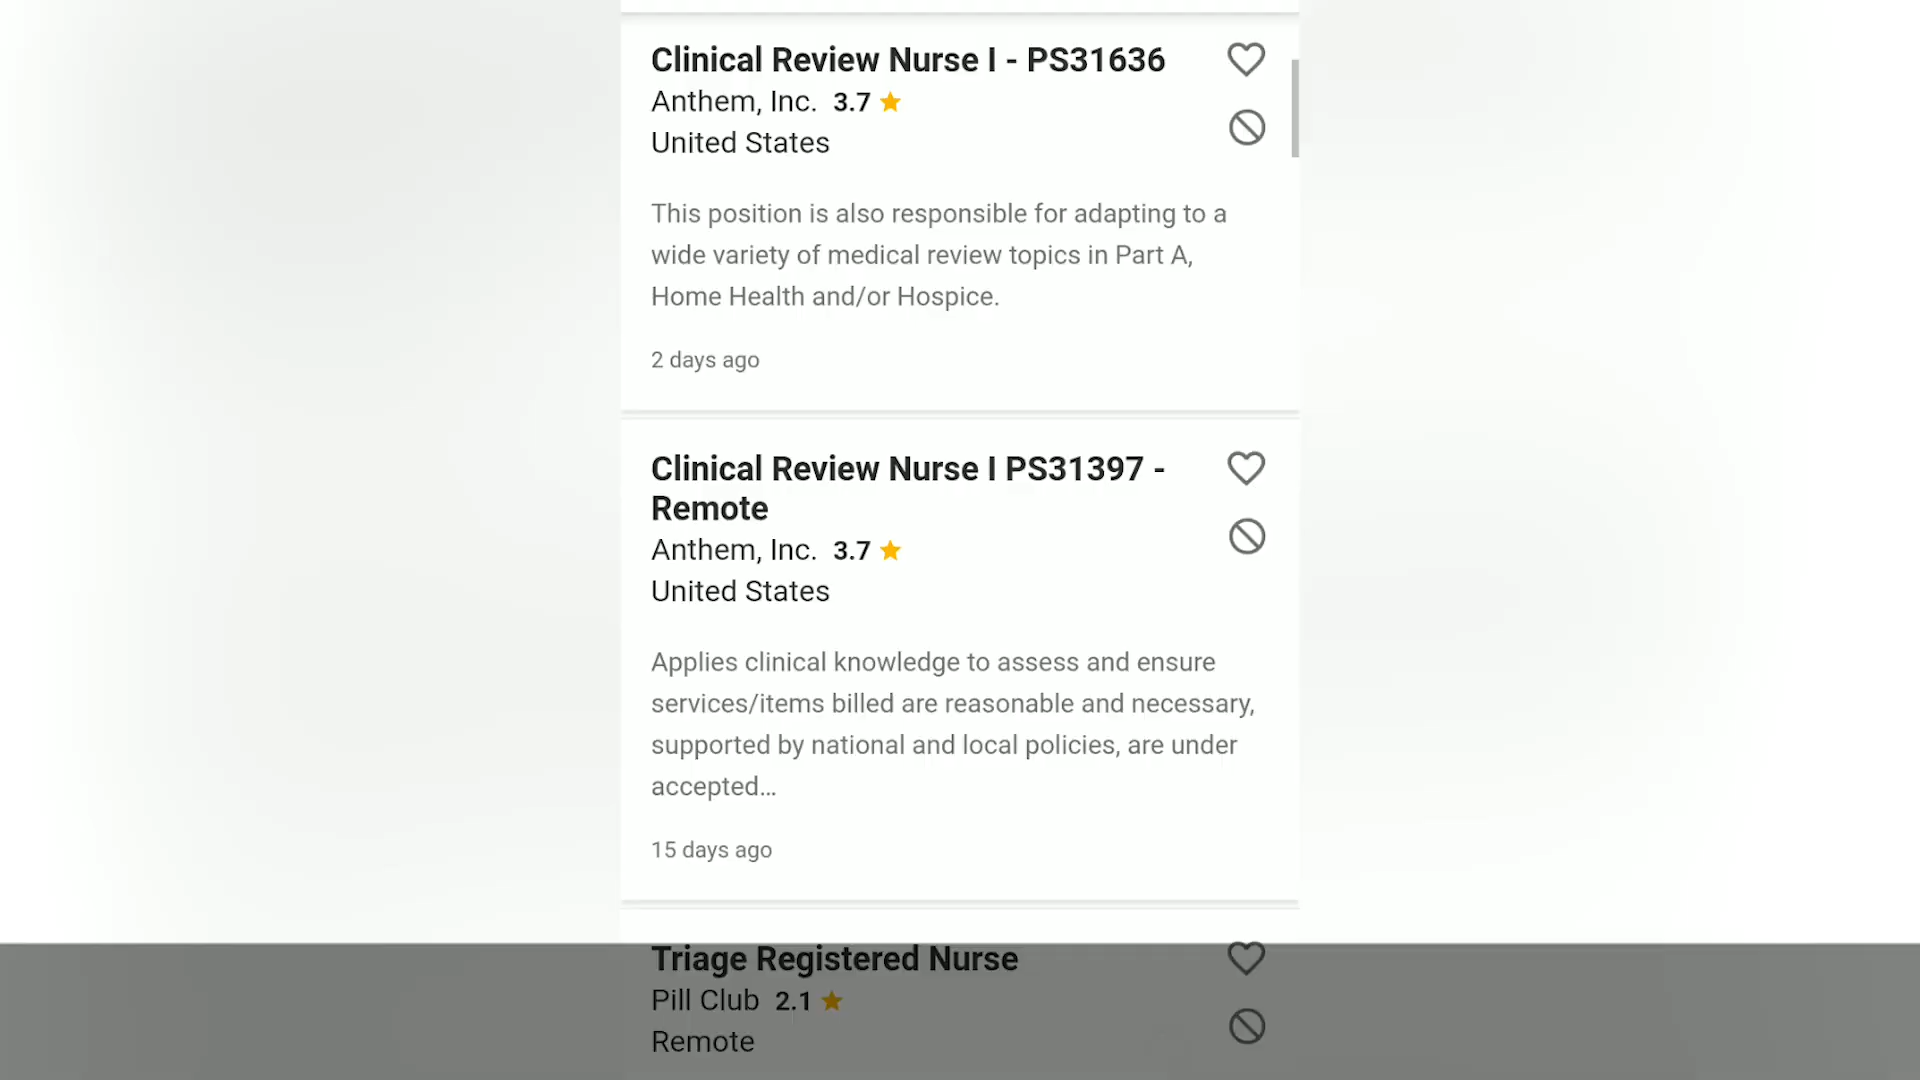 Clinical Review Nurse I - PS31636
Anthem, Inc. 3.7
United States
This position is also responsible for adapting to a
wide variety of medical review topics in Part A,
Home Health and/or Hospice.
2 days ago
Clinical Review Nurse I PS31397 -
Remote
Anthem, Inc. 3.7
United States
Applies clinical knowledge to assess and ensure
services/items billed are reasonable and necessary,
supported by national and local policies, are under
accepted...
15 days ago
Triage Registered Nurse
Pill Club 2.1
Remote